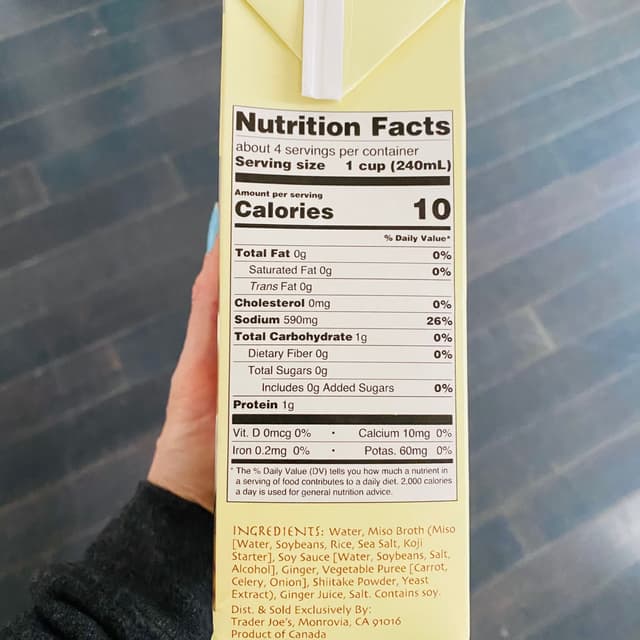 Nutrition Facts
about 4 servings per container
Serving size 1 cup (240mL)
Amount per serving
Calories 10
% Daily Value*
Total Fat 0g 0%
Saturated Fat 0g 0%
Trans Fat 0g
Cholesterol 0mg 0%
Sodium 590mg 26%
Total Carbohydrate 1g 0%
Dietary Fiber 0g 0%
Total Sugars 0g
Includes 0g Added Sugars 0%
Protein 1g
Vit. D 0mcg 0% • Calcium 10mg 0%
Iron 0.2mg 0% • Potas. 60mg 0%
* The % Daily Value (DV) tells you how much a nutrient in
a serving of food contributes to a daily diet. 2,000 calories
a day is used for general nutrition advice.
INGREDIENTS: Water, Miso Broth (Miso
[Water, Soybeans, Rice, Sea Salt, Koji
Starter], Soy Sauce [Water, Soybeans, Salt,
Alcohol], Ginger, Vegetable Puree [Carrot,
Celery, Onion], Shiitake Powder, Yeast
Extract), Ginger Juice, Salt. Contains soy.
Dist. & Sold Exclusively By:
Trader Joe's, Monrovia, CA 91016
Product of Canada